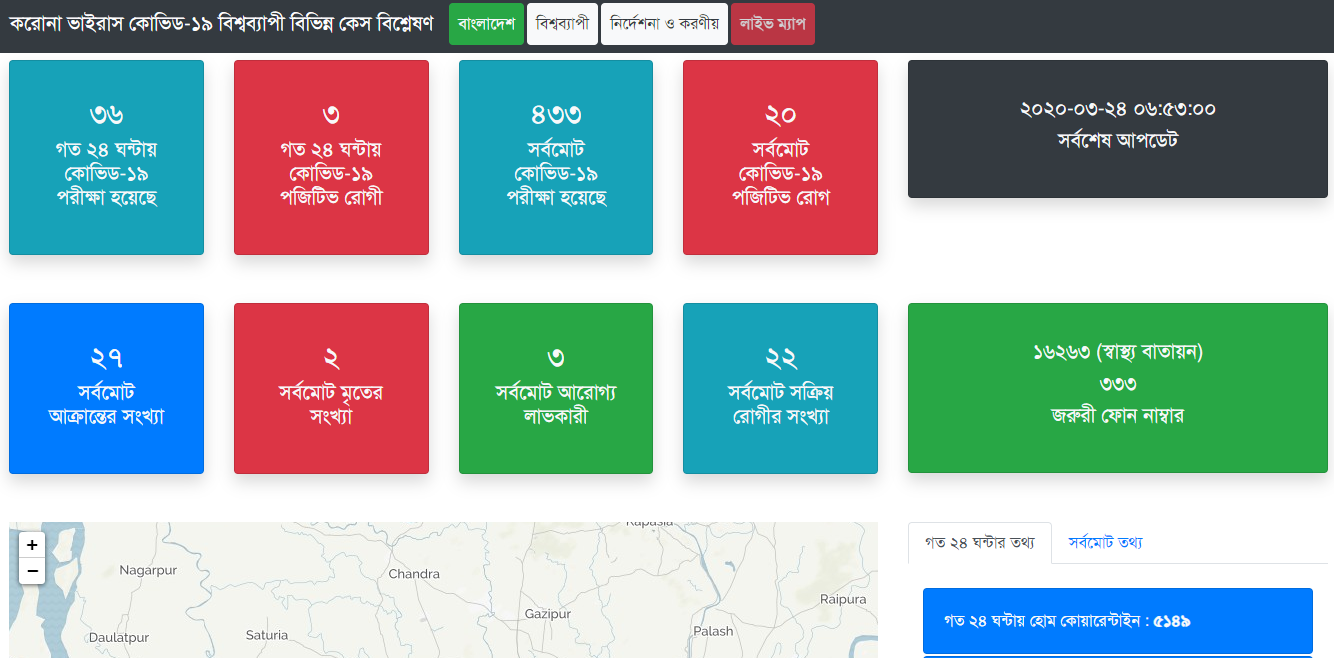 করোনা ভাইরাস কোভিড-১৯ বিশ্বব্যাপী বিভিন্ন কেস বিশ্লেষণ
বাংলাদেশ
বিশ্বব্যাপী
নির্দেশনা ও করণীয়
লাইভ ম্যাপ
৩৬
গত ২৪ ঘন্টায়
কোভিড-১৯
পরীক্ষা হয়েছে
৩
গত ২৪ ঘন্টায়
কোভিড-১৯
পজিটিভ রোগী
৪৩৩
সর্বমোট
কোভিড-১৯
পরীক্ষা হয়েছে
২০
সর্বমোট
কোভিড-১৯
পজিটিভ রোগ
২০২০-০৩-২৪ ০৬:৫৩:০০
সর্বশেষ আপডেট
২৭
সর্বমোট
আক্রান্তের সংখ্যা
২
সর্বমোট মৃতের
সংখ্যা
৩
সর্বমোট আরোগ্য
লাভকারী
২২
সর্বমোট সক্রিয়
রোগীর সংখ্যা
১৬২৬৩ (স্বাস্থ্য বাতায়ন)
৩৩৩
জরুরী ফোন নাম্বার
+
−
Kapasia
Nagarpur
Chandra
Gazipur
Raipura
Daulatpur
Saturia
Palash
গত ২৪ ঘন্টার তথ্য
সর্বমোট তথ্য
গত ২৪ ঘন্টায় হোম কোয়ারেন্টাইন : ৫১৪৯